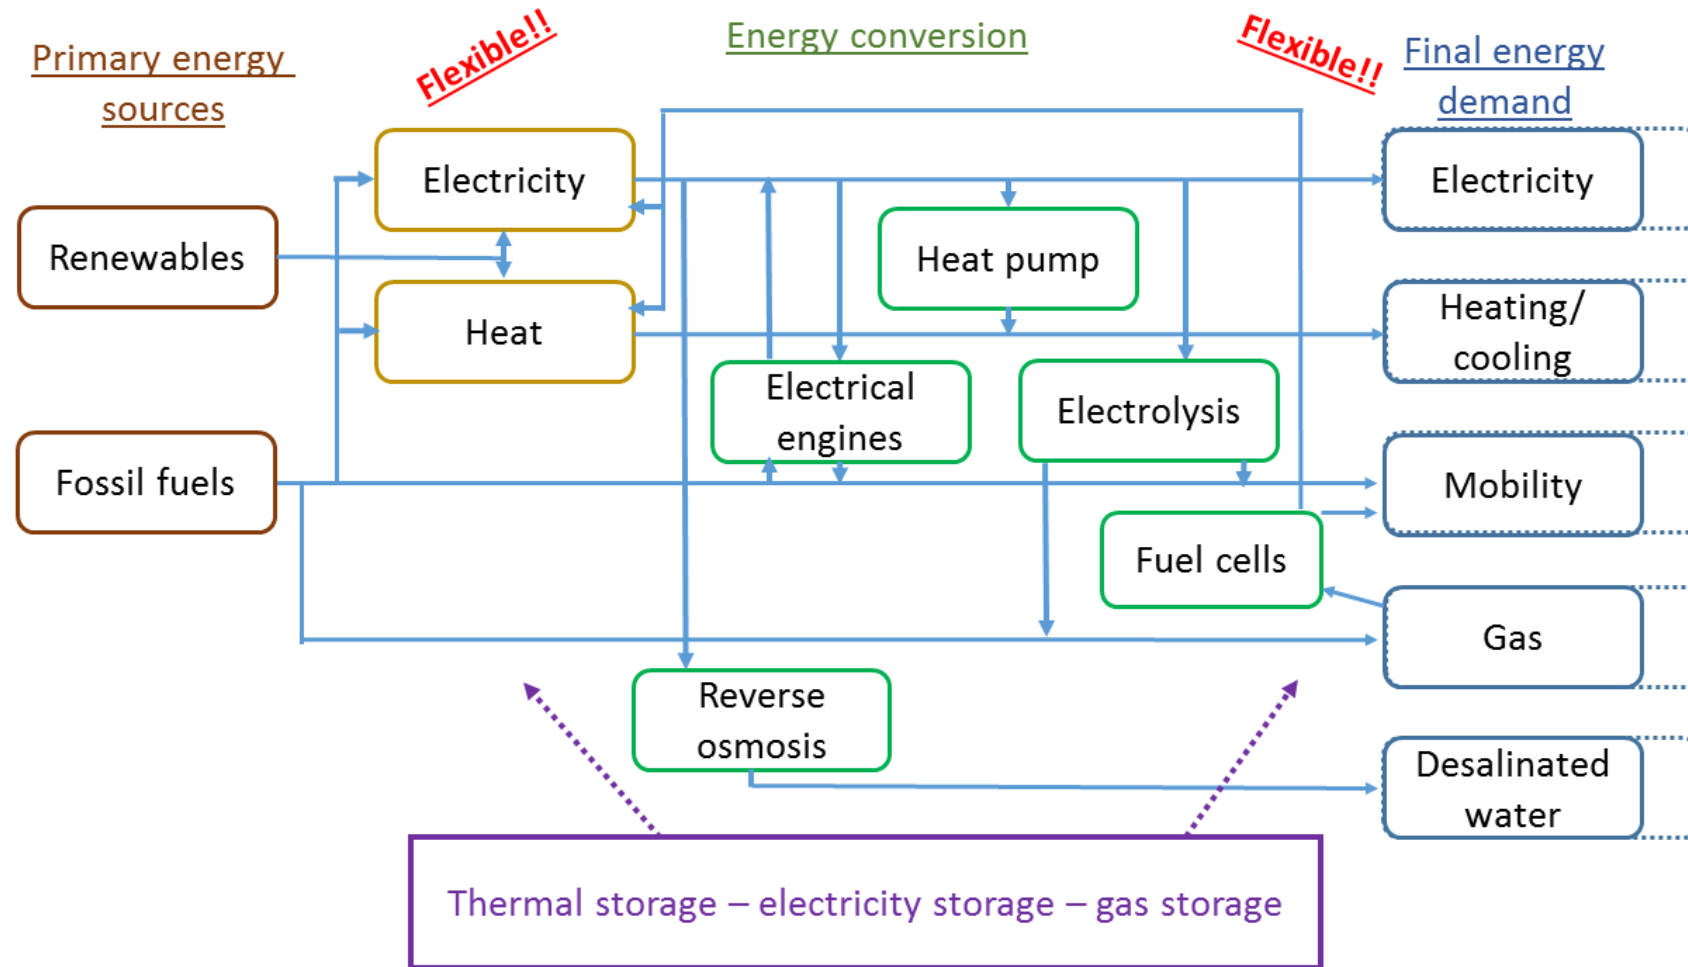 Primary energy
sources
Flexible!!
Energy conversion
Flexible!!
Final energy
demand
Electricity
Electricity
Renewables
Heat pump
Heat
Heating/
cooling
Electrical
engines
Electrolysis
Fossil fuels
Mobility
Fuel cells
Gas
Reverse
osmosis
Desalinated
water
Thermal storage – electricity storage – gas storage